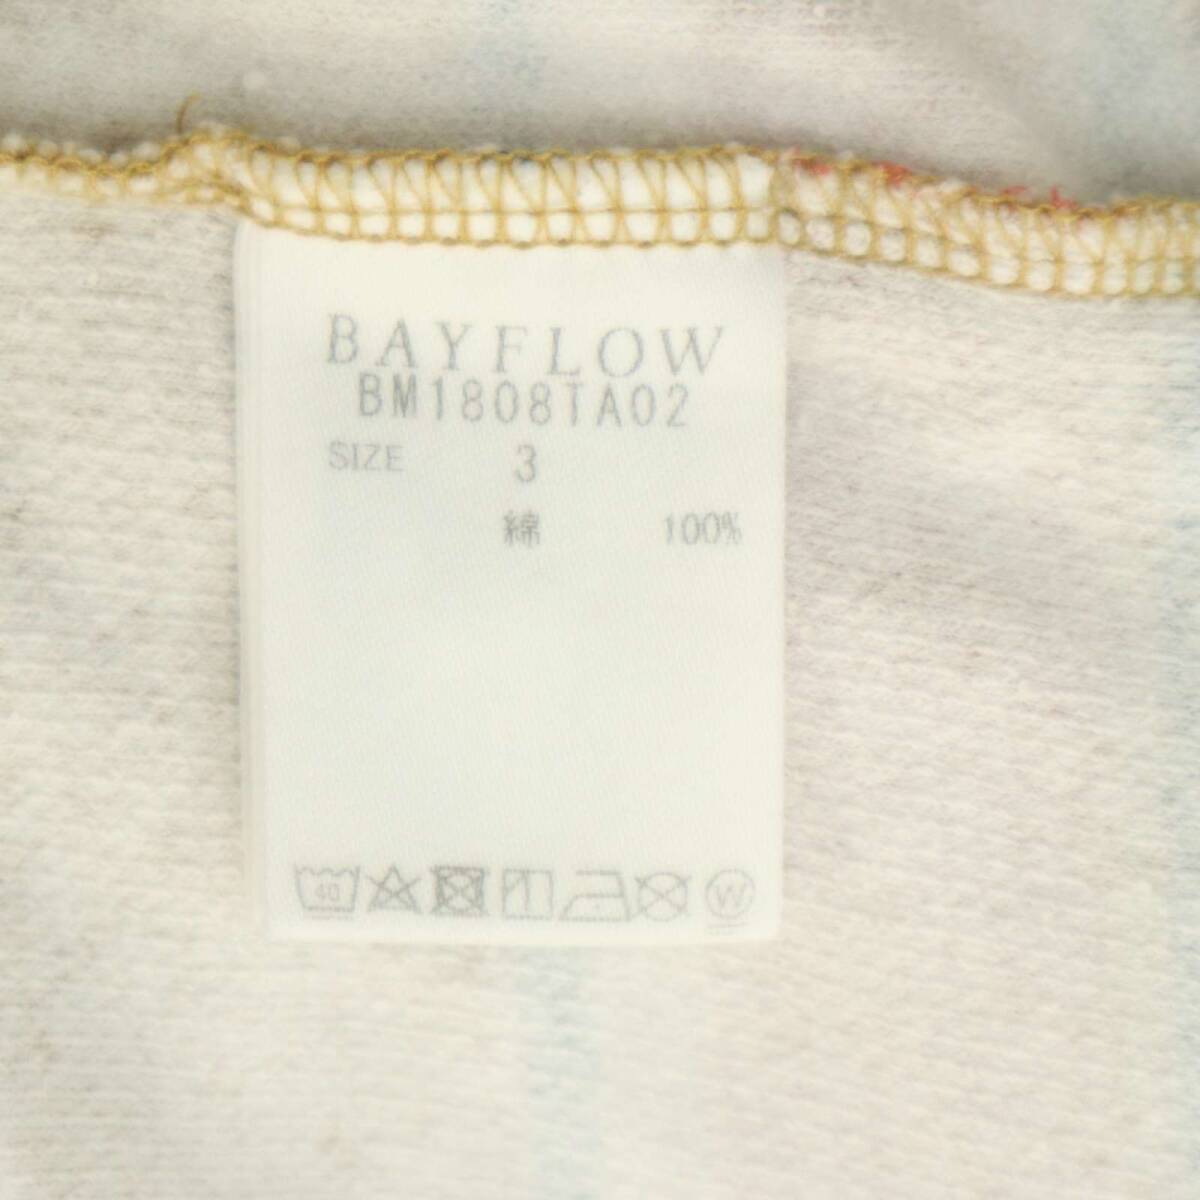 BAYFLOW
BM1808TA02
SIZE 3
綿 100%
40 W